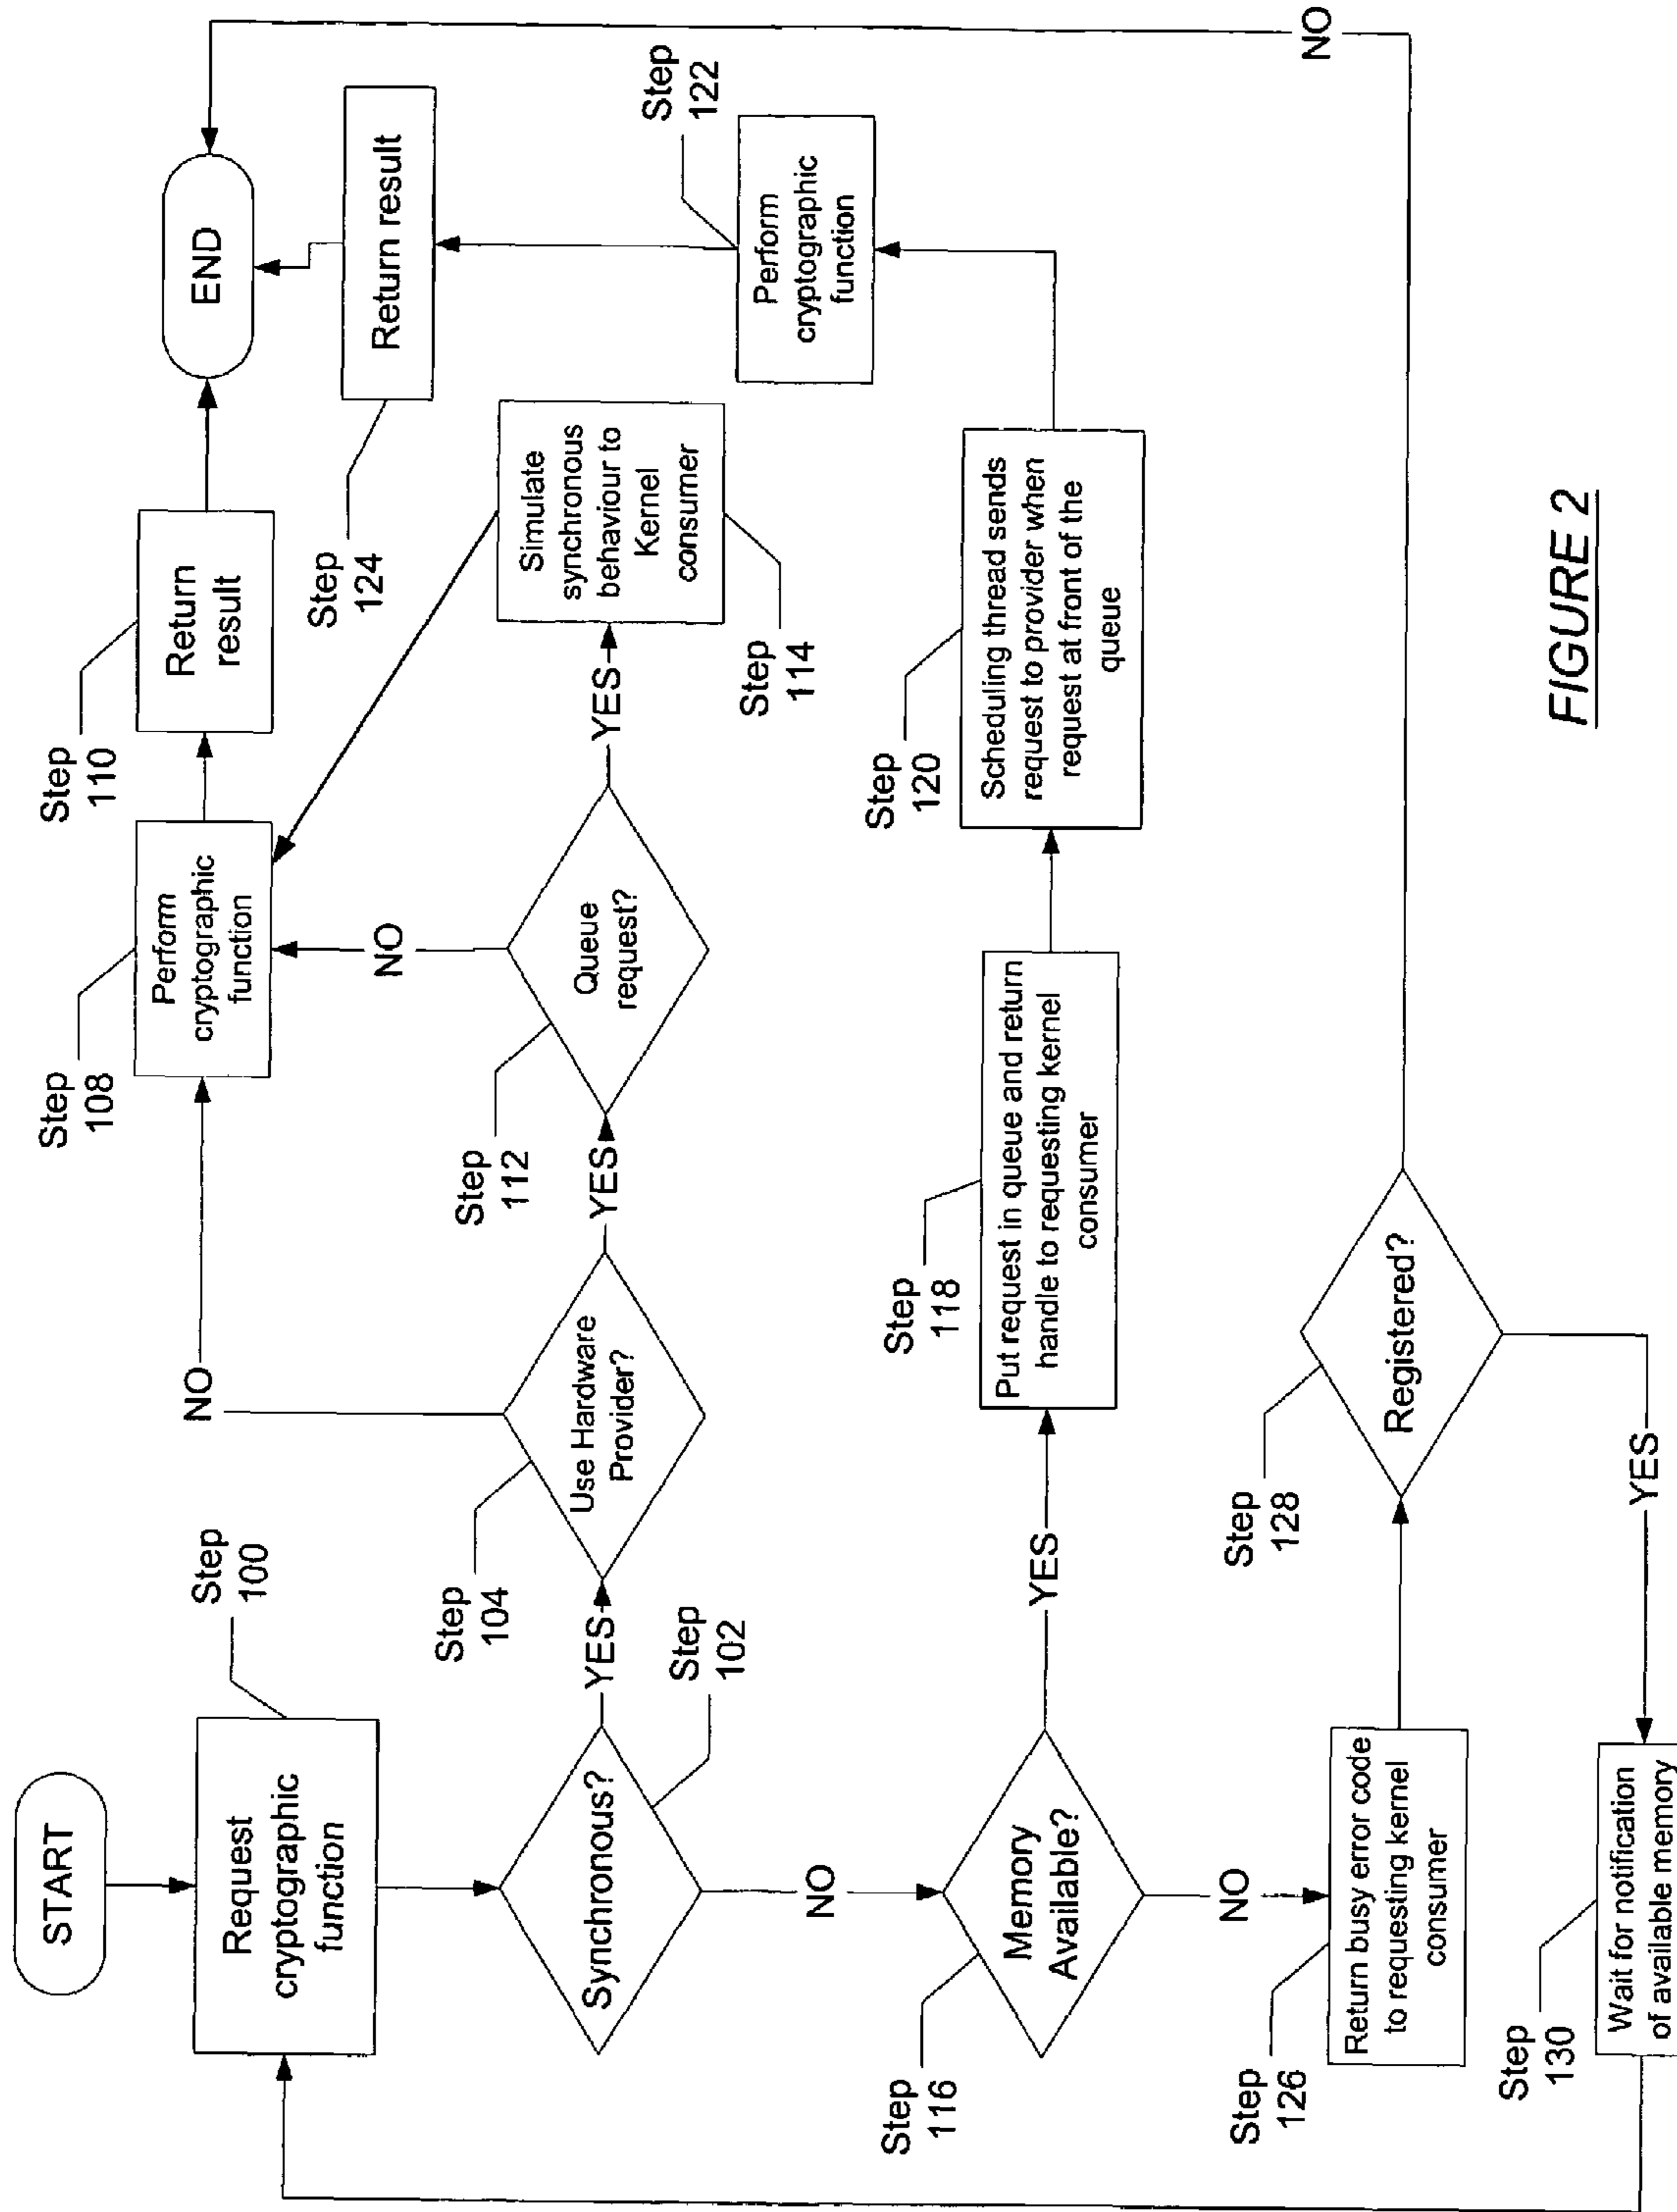 START
Step
100
Request
cryptographic
function
Synchronous?
Step
102
YES
NO
Step
104
Use Hardware
Provider?
NO
YES
Step
112
Queue
request?
NO
YES
Step
108
Perform
cryptographic
function
Step
110
Return
result
END
Simulate
synchronous
behaviour to
Kernel
consumer
Step
114
Step
116
Memory
Available?
YES
NO
Step
118
Put request in queue and return
handle to requesting kernel
consumer
Step
120
Scheduling thread sends
request to provider when
request at front of the
queue
Step
122
Perform
cryptographic
function
Step
124
Return result
Step
126
Return busy error code
to requesting kernel
consumer
Step
128
Registered?
NO
YES
Step
130
Wait for notification
of available memory
FIGURE 2